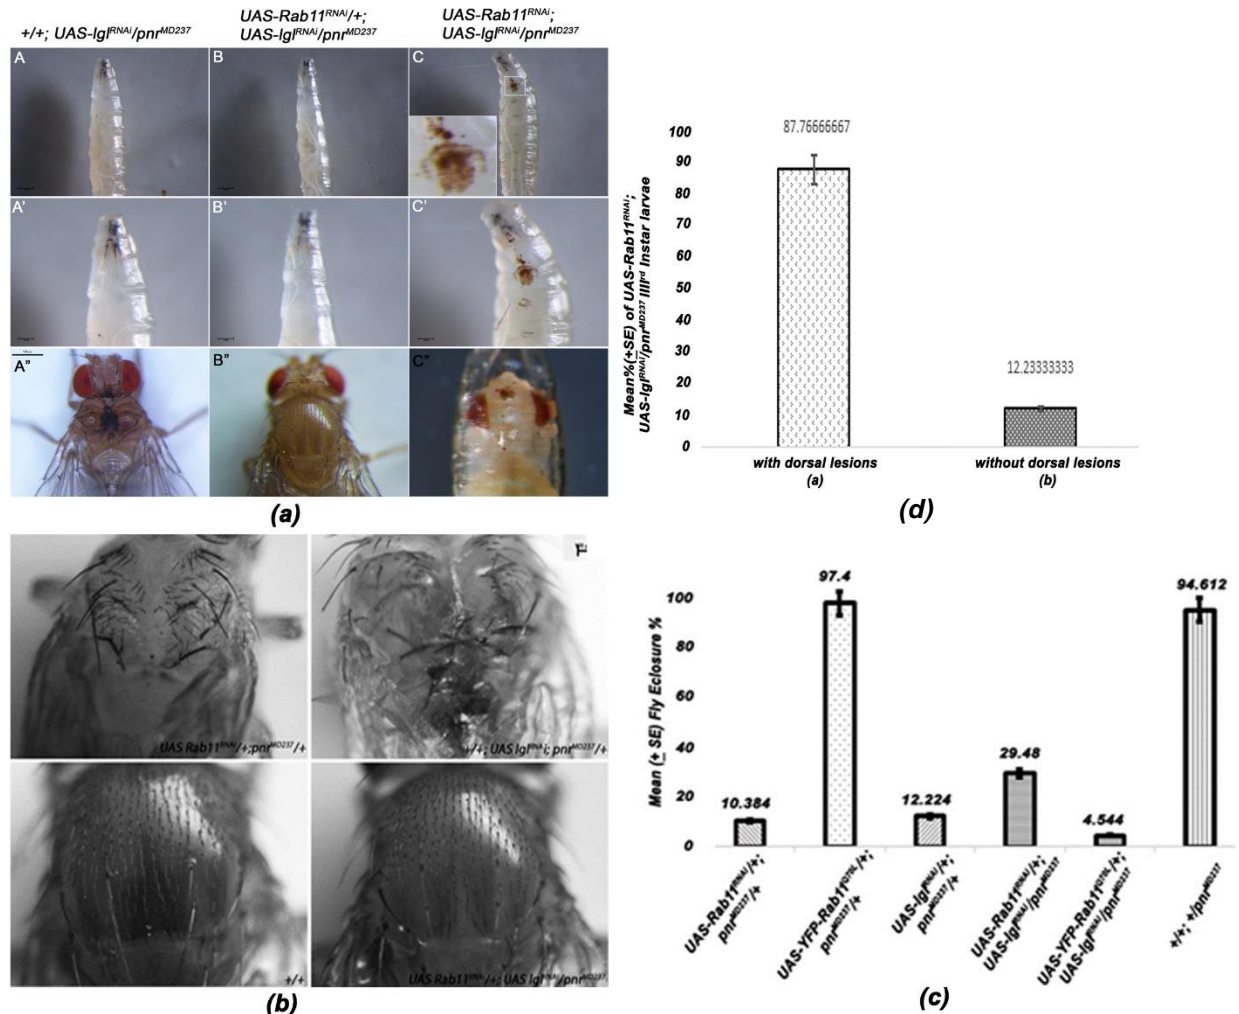 +/+; UAS-lgl^RNAi/pnr^MD237
UAS-Rab11^RNAi/+;
UAS-lgl^RNAi/pnr^MD237
UAS-Rab11^RNAi;
UAS-lgl^RNAi/pnr^MD237
A
B
C
A'
B'
C'
A"
B"
C"
(a)
UAS Rab11^RNAi/+;pnr^MD237/+
+/+; UAS lgl^RNAi; pnr^MD237/+
+/+
UAS Rab11^RNAi/+; UAS lgl^RNAi/pnr^MD237
(b)
Mean%(±SE) of UAS-Rab11^RNAi;
UAS-lgl^RNAi/pnr^MD237 IIII^rd Instar larvae
100
90
80
70
60
50
40
30
20
10
0
87.76666667
12.23333333
with dorsal lesions
(a)
without dorsal lesions
(b)
(d)
Mean (± SE) Fly Eclosure %
100
80
60
40
20
0
10.384
97.4
12.224
29.48
4.544
94.612
UAS-Rab11^RNAi/+;
pnr^MD237/+
UAS-YFP-Rab11^Q70L/+;
pnr^MD237/+
UAS-lgl^RNAi/+;
pnr^MD237/+
UAS-Rab11^RNAi/+;
UAS-lgl^RNAi/pnr^MD237
UAS-YFP-Rab11^Q70L/+;
UAS-lgl^RNAi/pnr^MD237
+/+; +/pnr^MD237
(c)